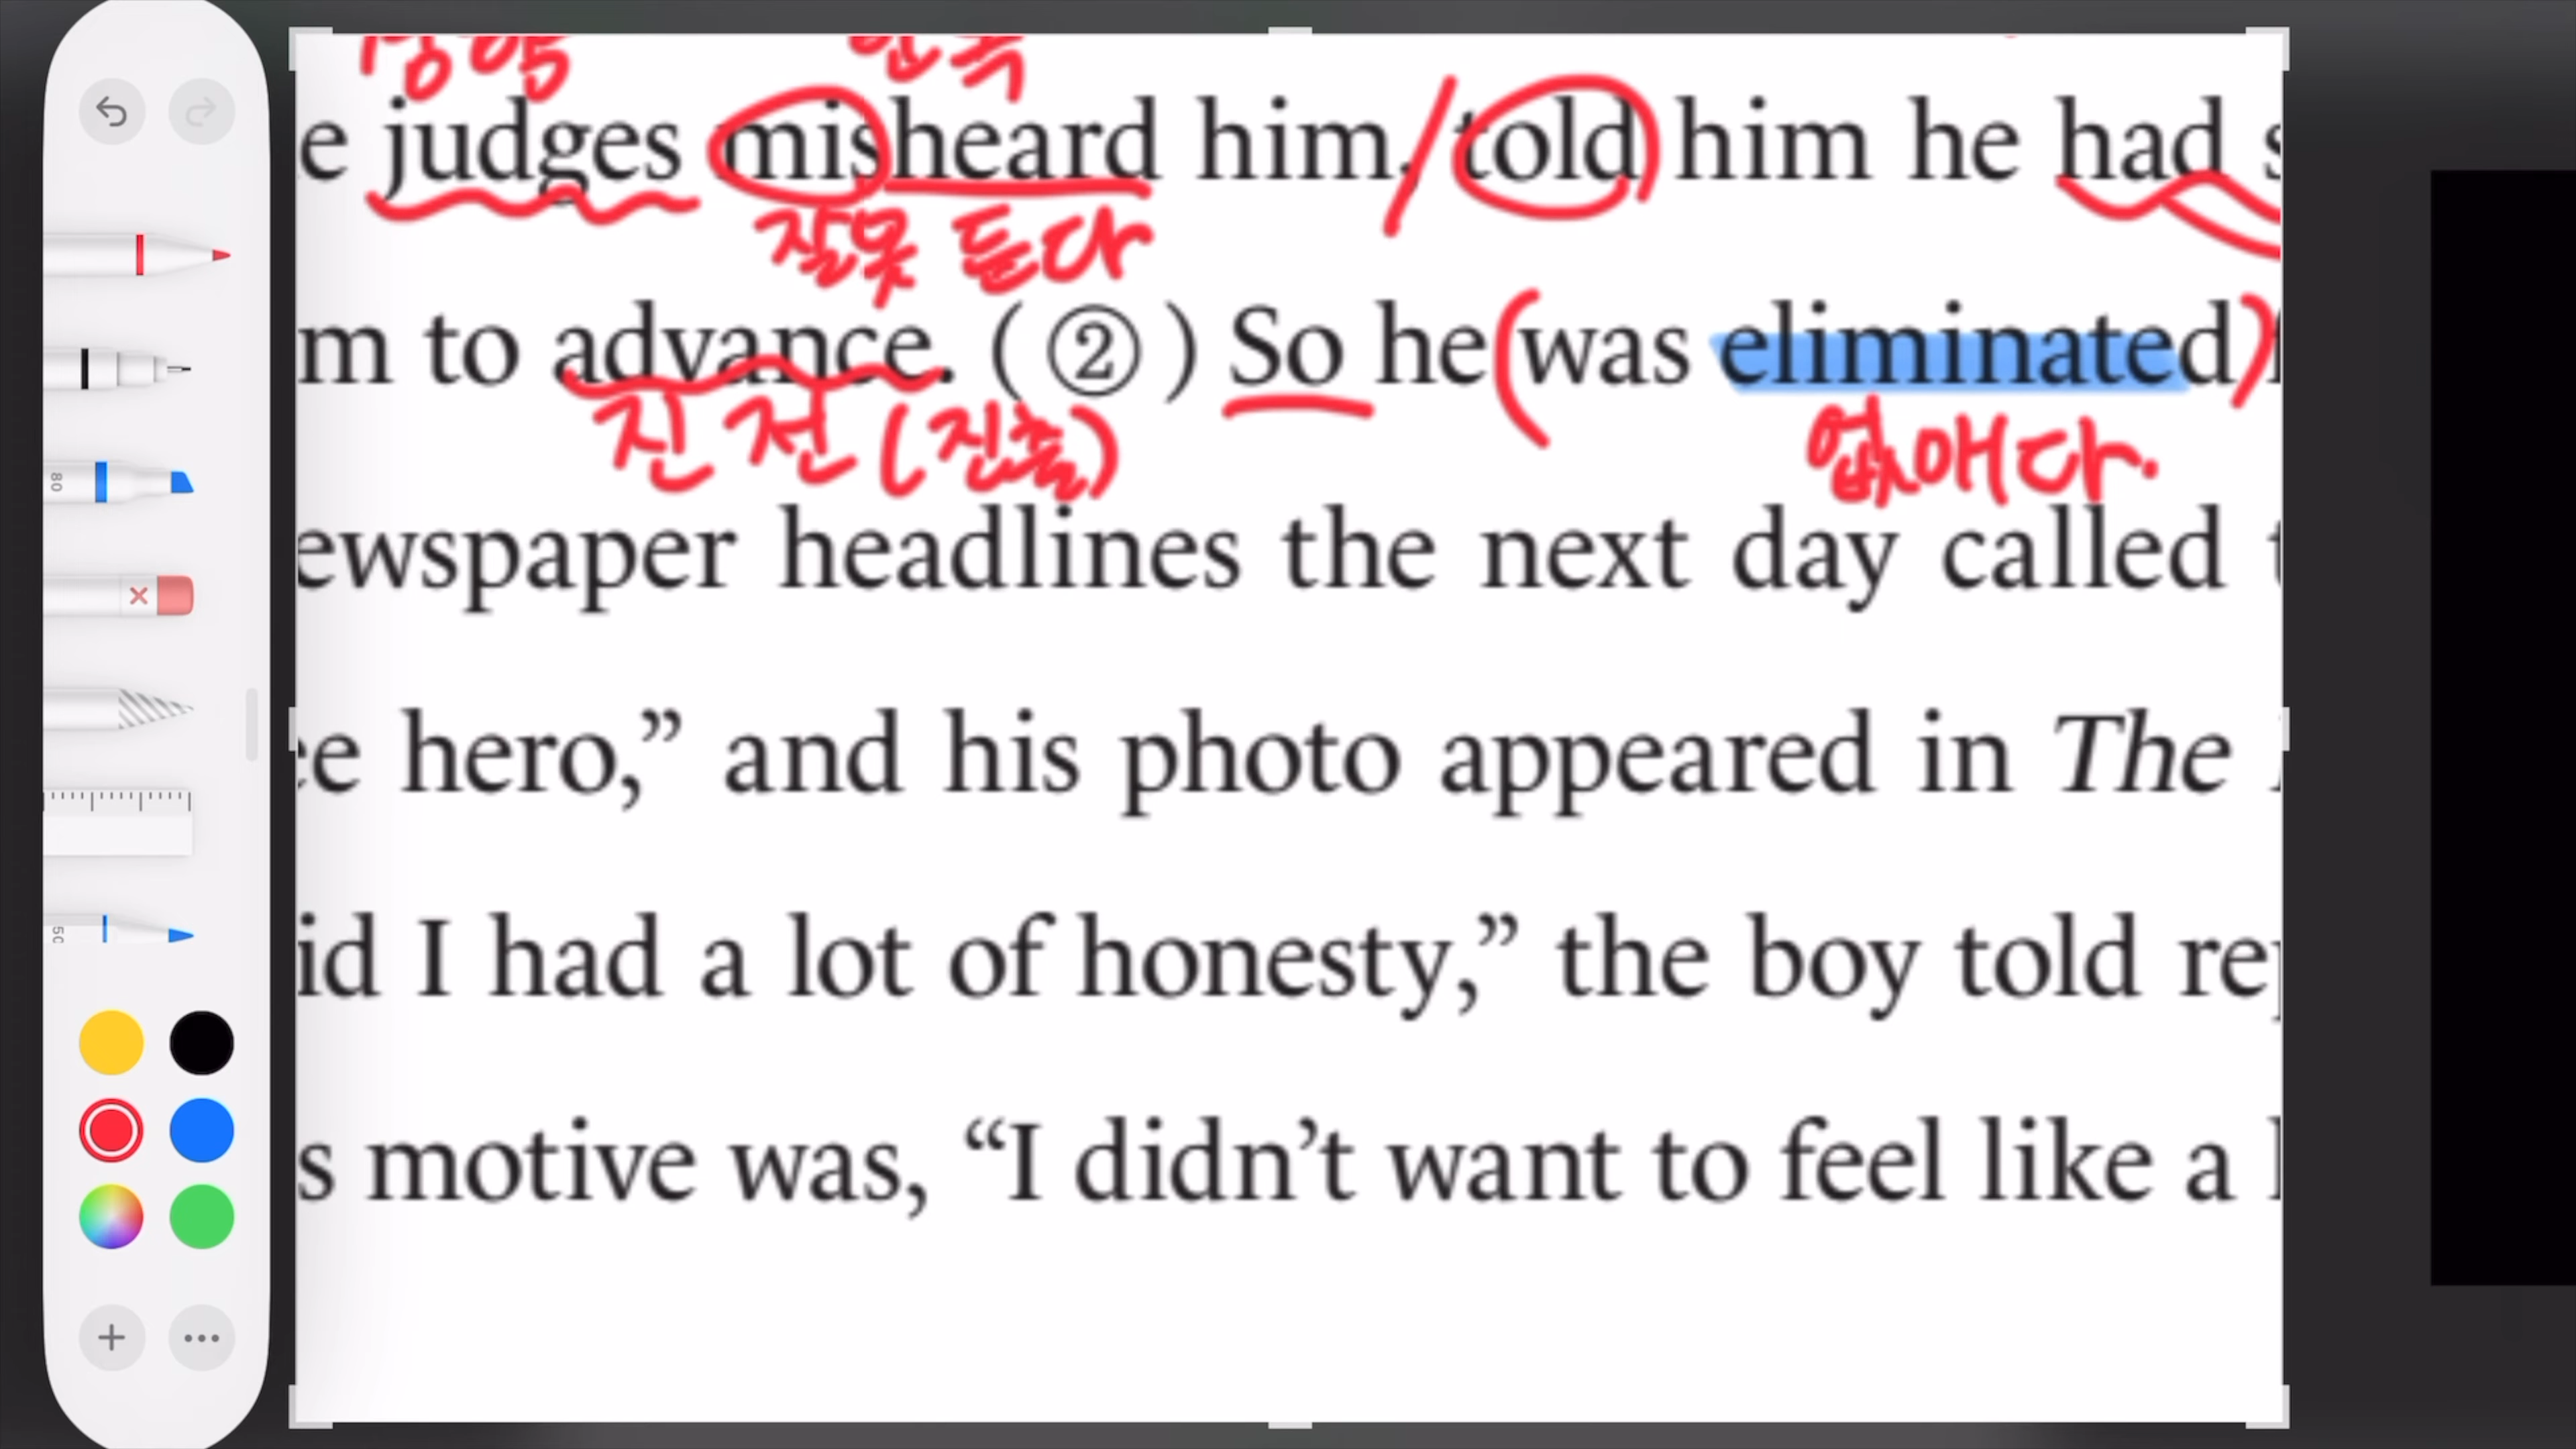 judges misheard him, told him he had
잘못 듣다
to advance. ( ② ) So he (was eliminated)
진전 (진출) 없애다.
ewspaper headlines the next day called
hero,” and his photo appeared in The
id I had a lot of honesty,” the boy told
motive was, “I didn’t want to feel like a
80
50